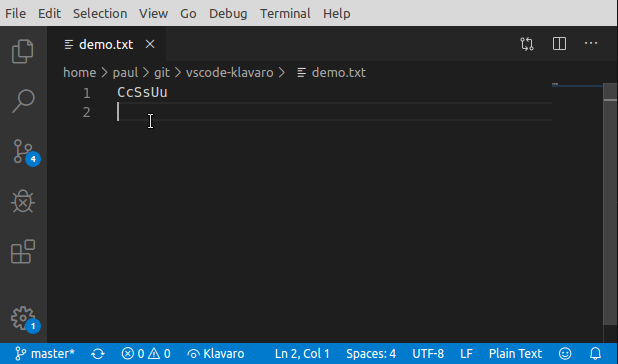 File Edit Selection View Go Debug Terminal Help
demo.txt
home > paul > git > vscode-klavaro > demo.txt
1 CcSsUu
2
4
1
master* 0 0 Klavaro Ln 2, Col 1 Spaces: 4 UTF-8 LF Plain Text